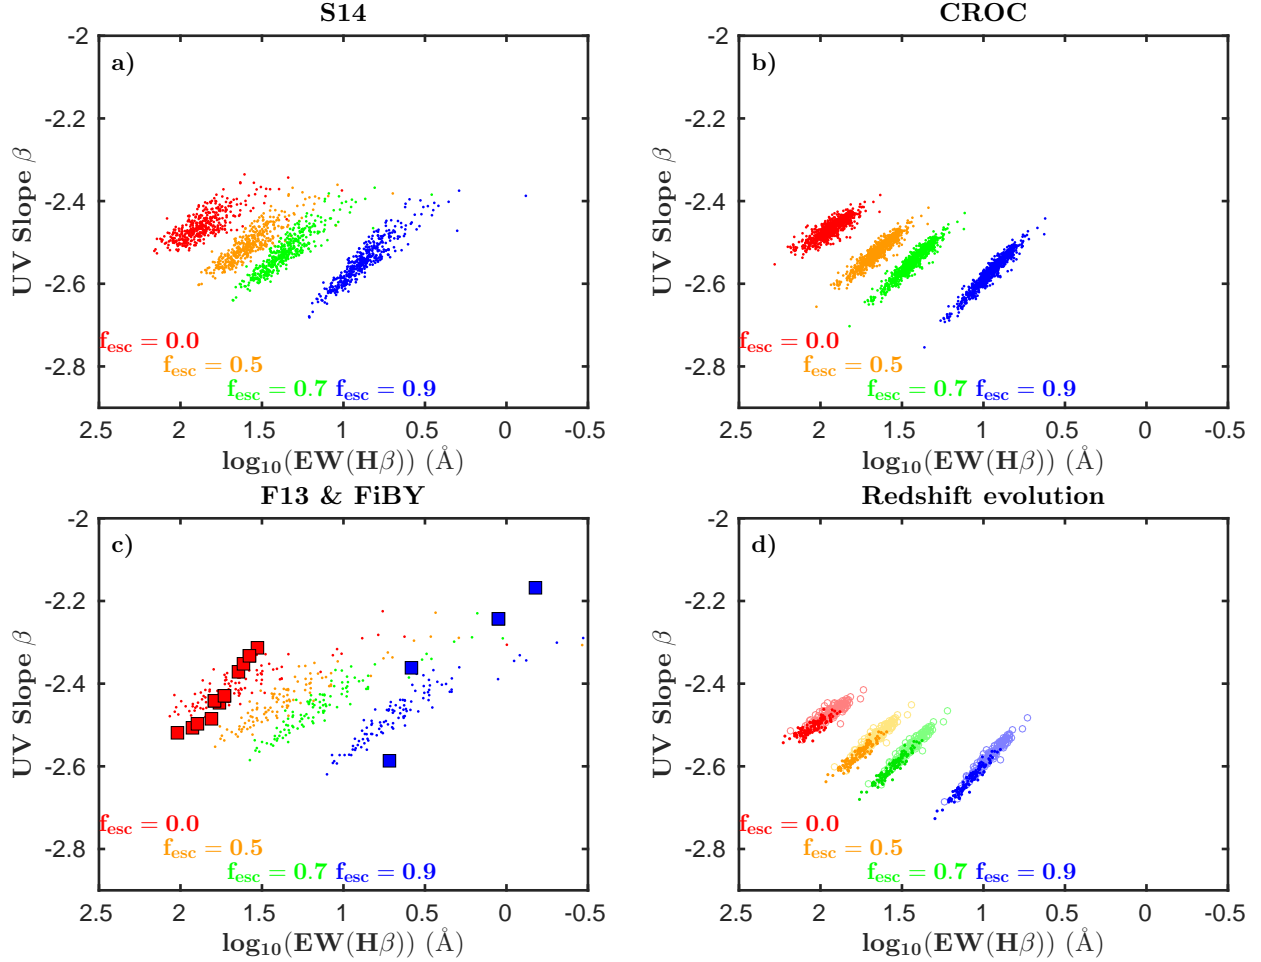 S14
a)
-2
-2.2
-2.4
-2.6
-2.8
UV Slope β
f_esc = 0.0
f_esc = 0.5
f_esc = 0.7 f_esc = 0.9
2.5 2 1.5 1 0.5 0 -0.5
log₁₀(EW(Hβ)) (Å)
CROC
b)
-2
-2.2
-2.4
-2.6
-2.8
UV Slope β
f_esc = 0.0
f_esc = 0.5
f_esc = 0.7 f_esc = 0.9
2.5 2 1.5 1 0.5 0 -0.5
log₁₀(EW(Hβ)) (Å)
F13 & FiBY
c)
-2
-2.2
-2.4
-2.6
-2.8
UV Slope β
f_esc = 0.0
f_esc = 0.5
f_esc = 0.7 f_esc = 0.9
2.5 2 1.5 1 0.5 0 -0.5
log₁₀(EW(Hβ)) (Å)
Redshift evolution
d)
-2
-2.2
-2.4
-2.6
-2.8
UV Slope β
f_esc = 0.0
f_esc = 0.5
f_esc = 0.7 f_esc = 0.9
2.5 2 1.5 1 0.5 0 -0.5
log₁₀(EW(Hβ)) (Å)